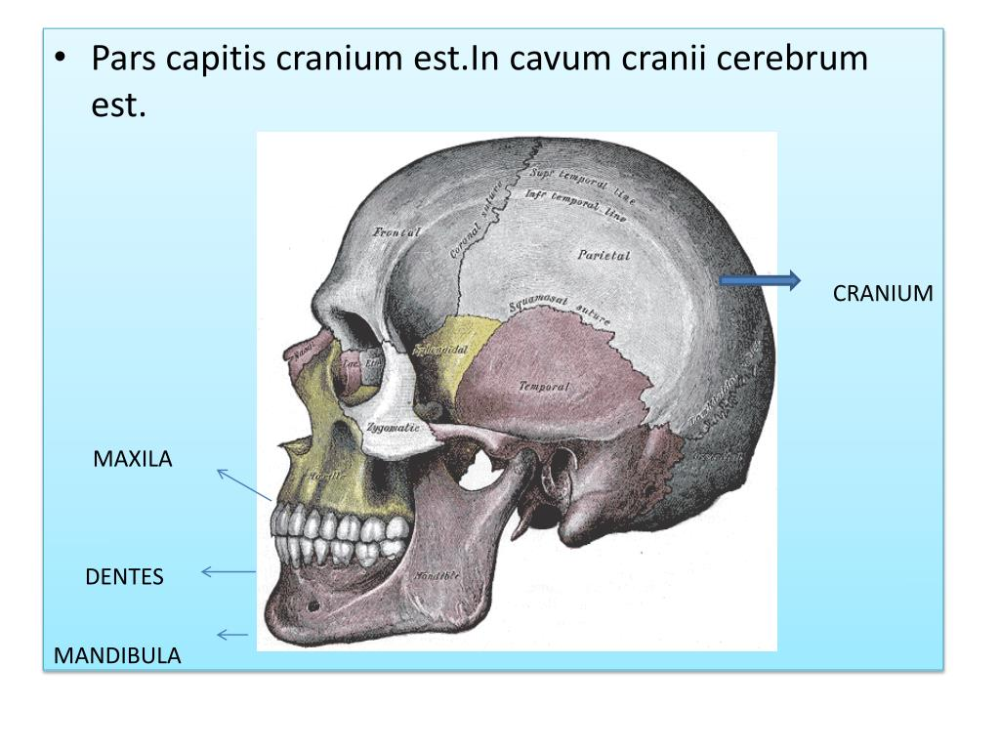 • Pars capitis cranium est.In cavum cranii cerebrum
est.
Supr temporal line
Infr temporal line
Coronal suture
Frontal
Parietal
CRANIUM
Squamosal suture
Sphenoidal
Nasal
Lac.
Eth
Temporal
Zygomatic
MAXILA
Maxilla
DENTES
Mandible
MANDIBULA